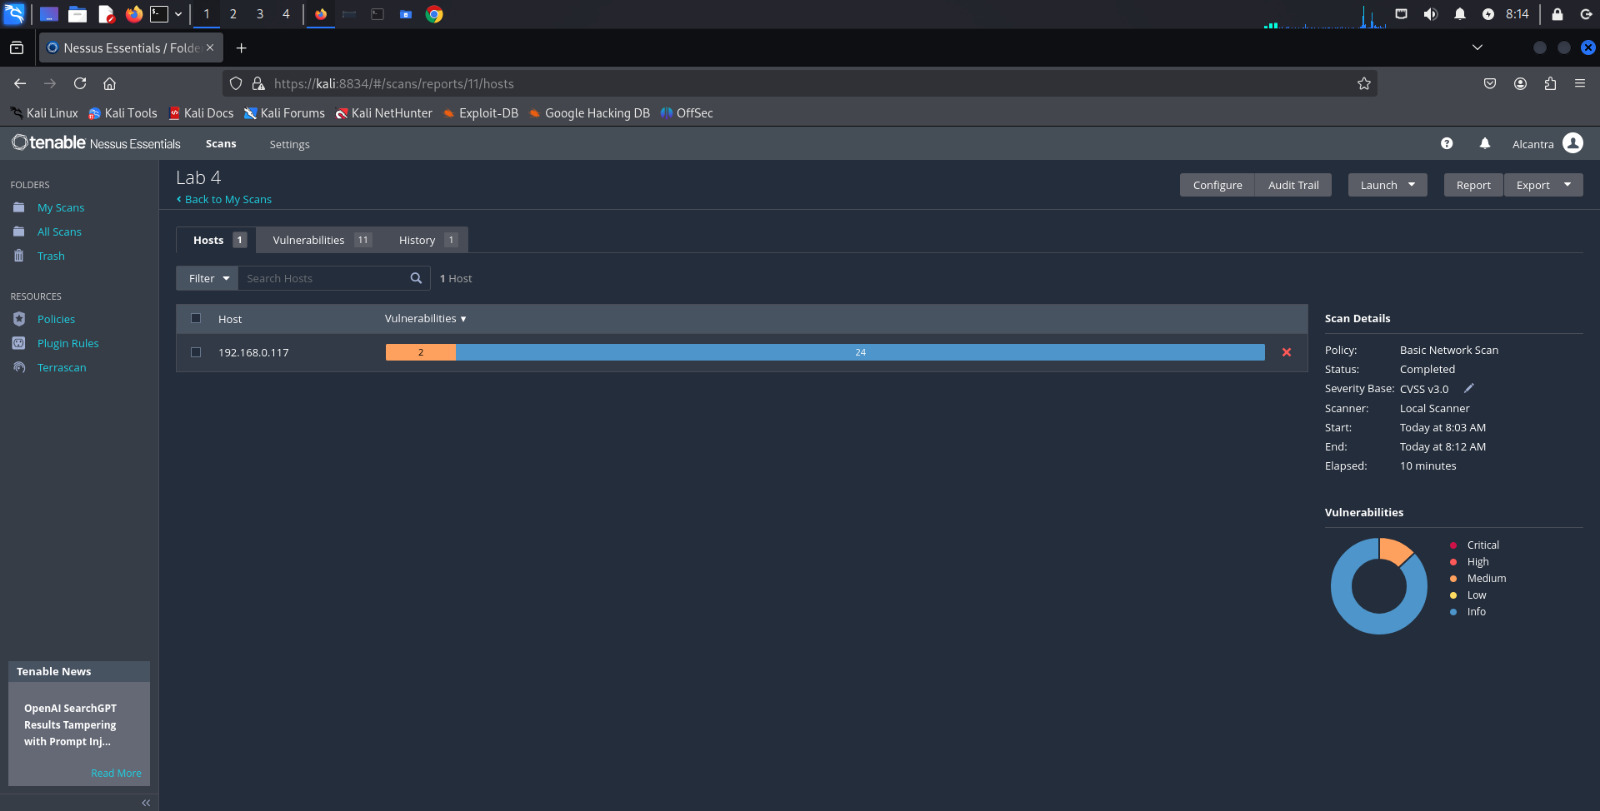 1 2 3 4 8:14
Nessus Essentials / Folde
https://kali:8834/#/scans/reports/11/hosts
Kali Linux Kali Tools Kali Docs Kali Forums Kali NetHunter Exploit-DB Google Hacking DB OffSec
tenable Nessus Essentials Scans Settings Alcantra
FOLDERS
My Scans
All Scans
Trash
RESOURCES
Policies
Plugin Rules
Terrascan
Tenable News
OpenAI SearchGPT
Results Tampering
with Prompt Inj...
Read More
Lab 4
Back to My Scans
Configure Audit Trail Launch Report Export
Hosts 1 Vulnerabilities 11 History 1
Filter Search Hosts 1 Host
Host Vulnerabilities
192.168.0.117 2 24
Scan Details
Policy: Basic Network Scan
Status: Completed
Severity Base: CVSS v3.0
Scanner: Local Scanner
Start: Today at 8:03 AM
End: Today at 8:12 AM
Elapsed: 10 minutes
Vulnerabilities
Critical
High
Medium
Low
Info